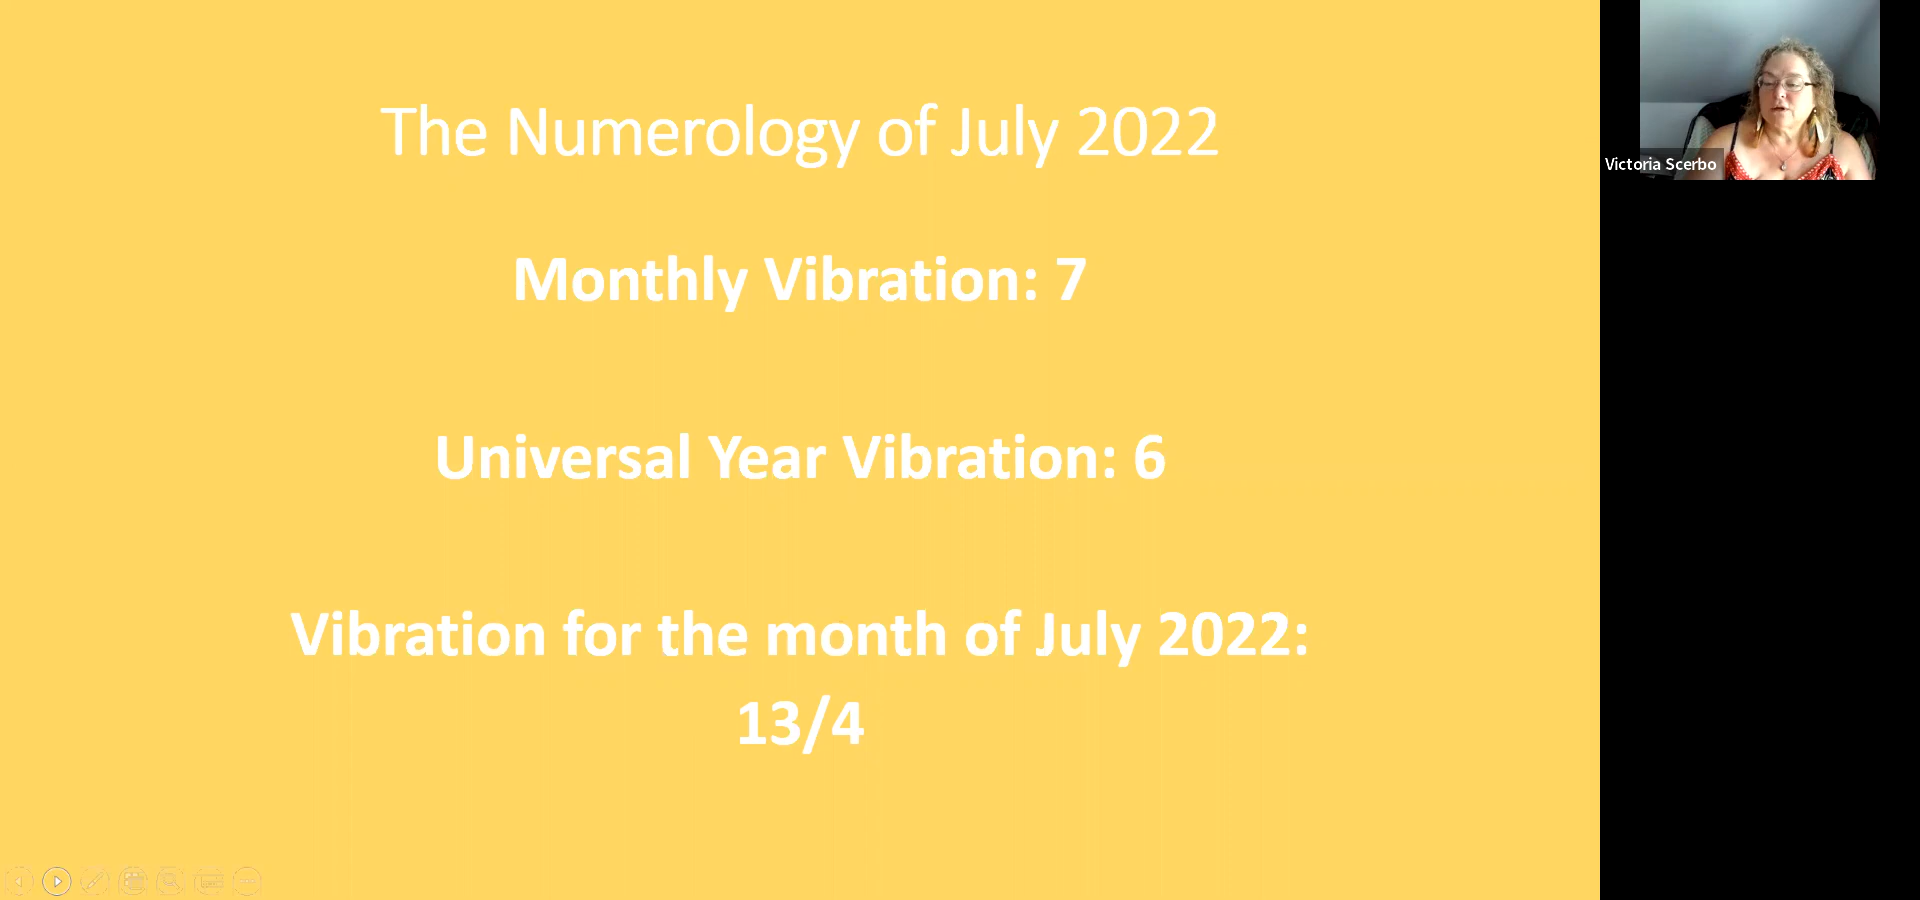 The Numerology of July 2022
Monthly Vibration: 7
Universal Year Vibration: 6
Vibration for the month of July 2022:
13/4
Victoria Scerbo